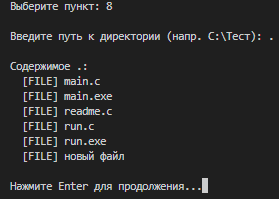 Выберите пункт: 8
Введите путь к директории (напр. C:\Тест): .
Содержимое .:
[FILE] main.c
[FILE] main.exe
[FILE] readme.c
[FILE] run.c
[FILE] run.exe
[FILE] новый файл
Нажмите Enter для продолжения...